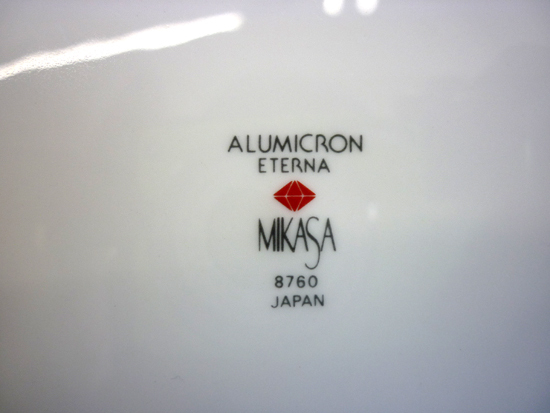 ALUMICRON
ETERNA
MIKASA
8760
JAPAN